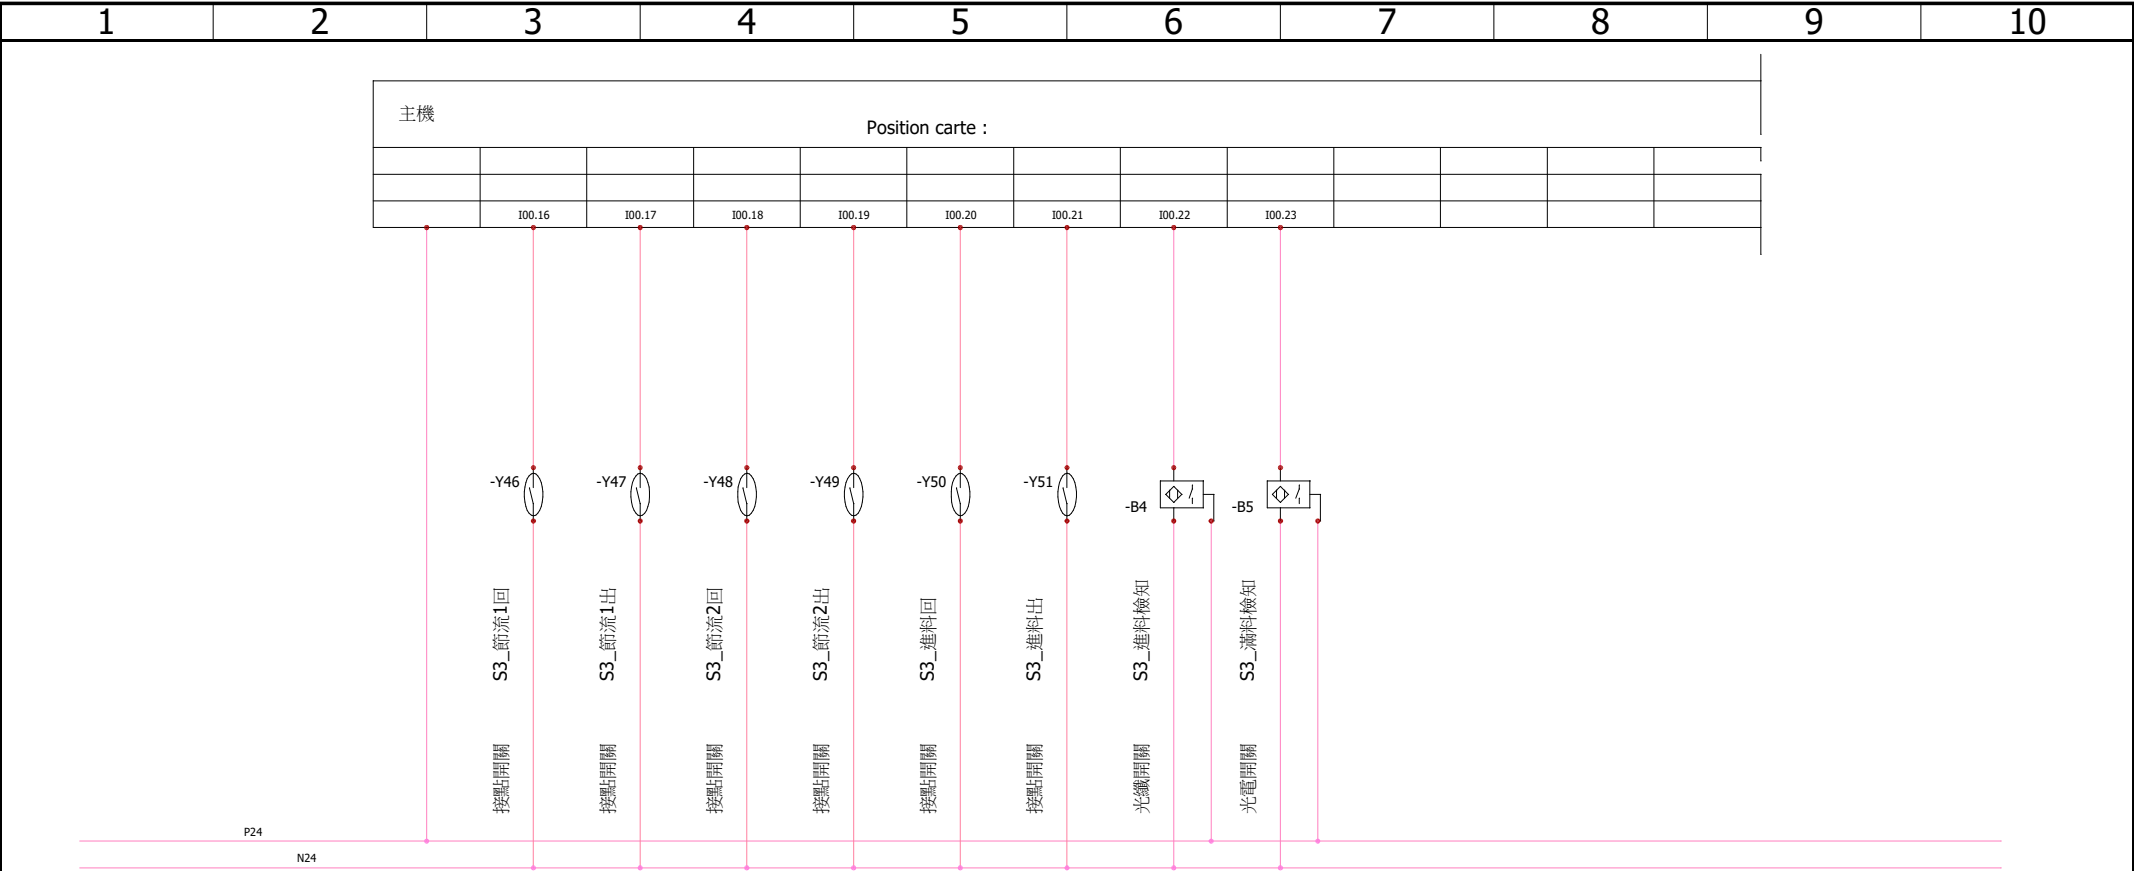 1 2 3 4 5 6 7 8 9 10
主機
Position carte :
I00.16 I00.17 I00.18 I00.19 I00.20 I00.21 I00.22 I00.23
-Y46 -Y47 -Y48 -Y49 -Y50 -Y51 -B4 -B5
S3_節流1回
S3_節流1出
S3_節流2回
S3_節流2出
S3_進料回
S3_進料出
S3_進料檢知
S3_滿料檢知
接點開關
接點開關
接點開關
接點開關
接點開關
接點開關
光纖開關
光電開關
P24
N24